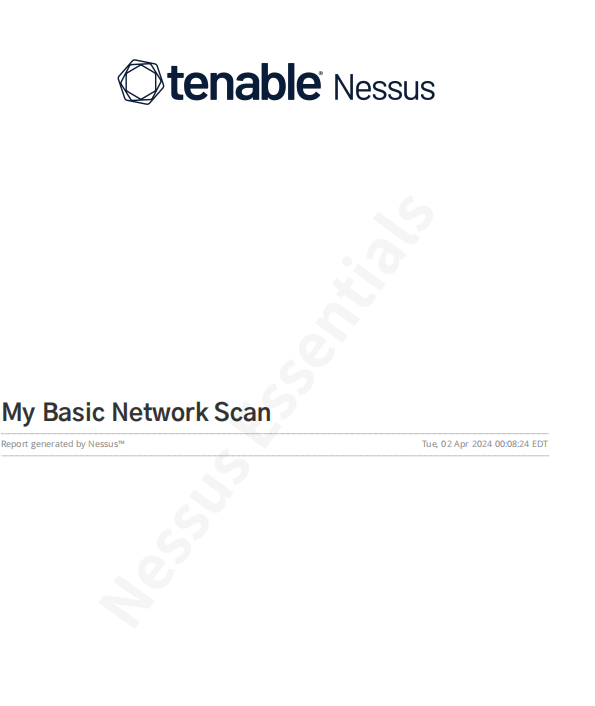 tenable Nessus
Nessus Essentials
My Basic Network Scan
Report generated by Nessus™
Tue, 02 Apr 2024 00:08:24 EDT